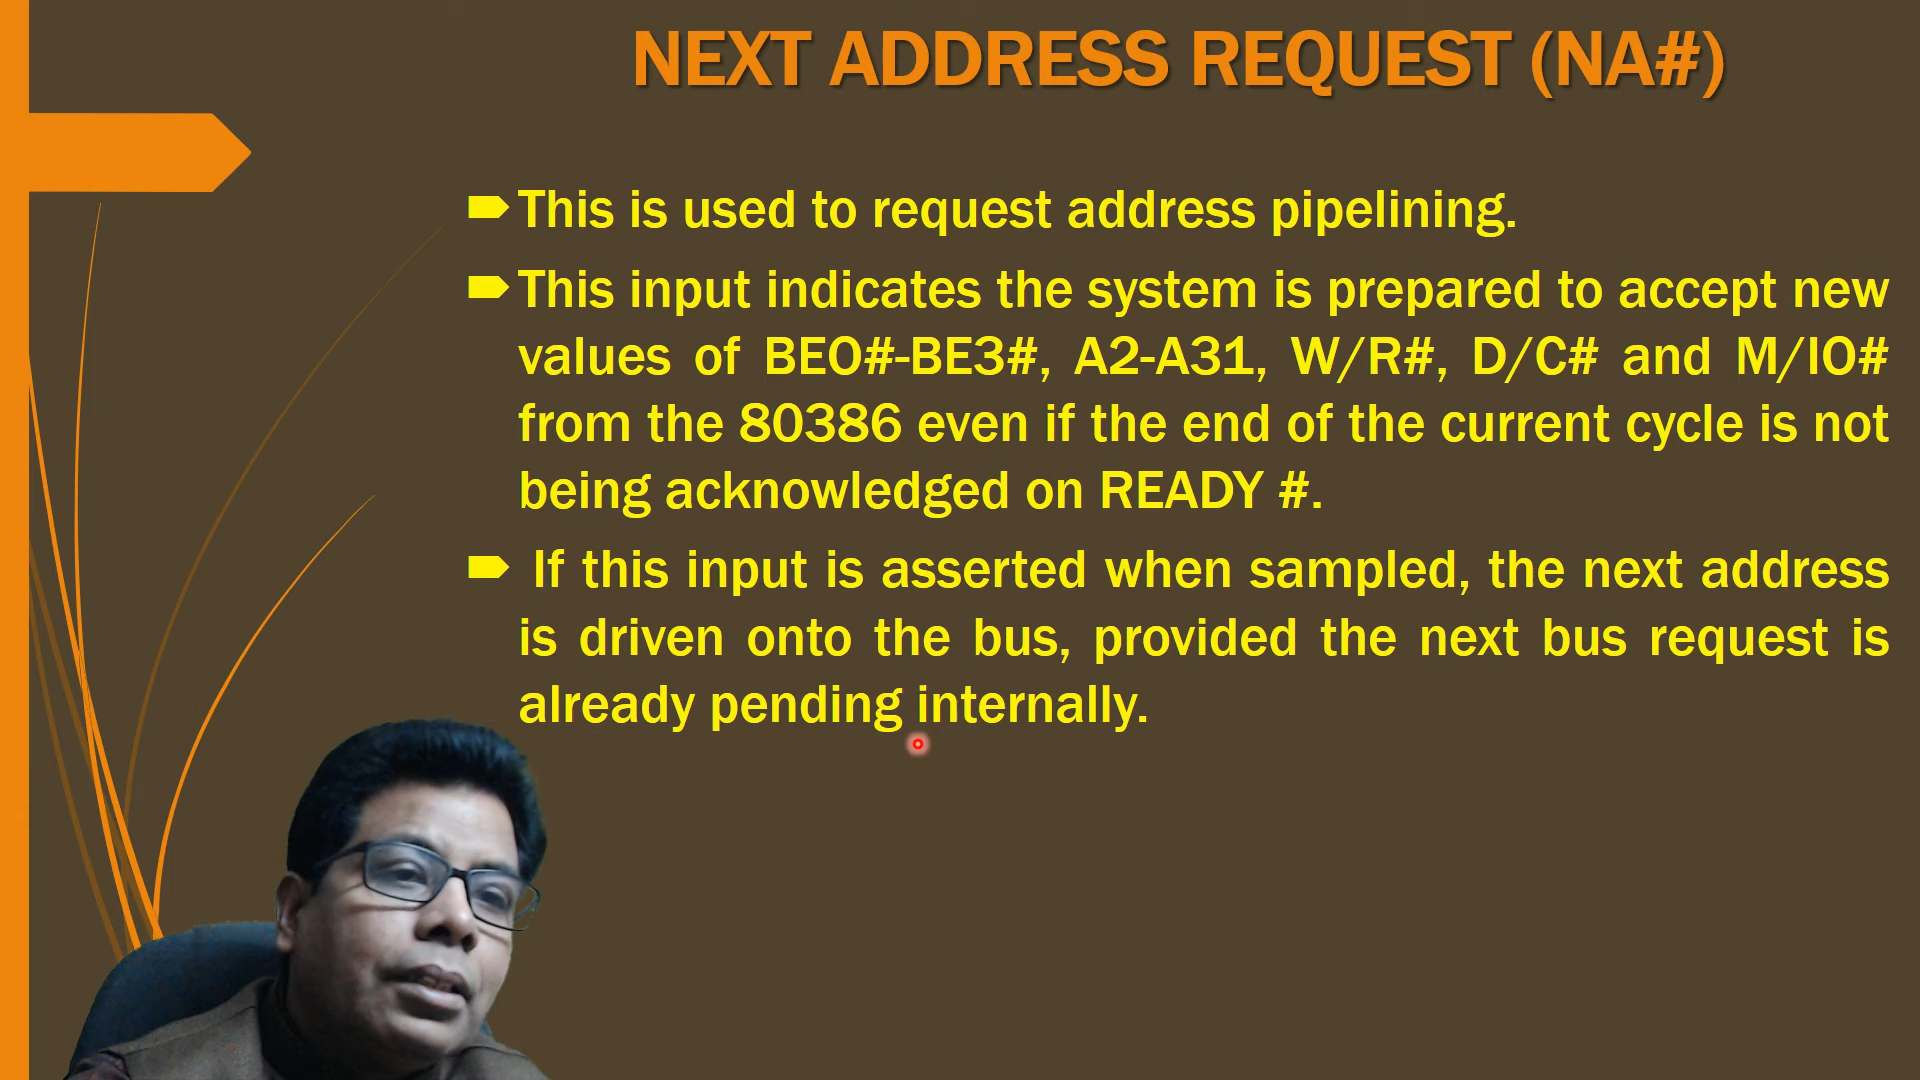 NEXT ADDRESS REQUEST (NA#)
This is used to request address pipelining.
This input indicates the system is prepared to accept new
values of BE0#-BE3#, A2-A31, W/R#, D/C# and M/IO#
from the 80386 even if the end of the current cycle is not
being acknowledged on READY #.
If this input is asserted when sampled, the next address
is driven onto the bus, provided the next bus request is
already pending internally.